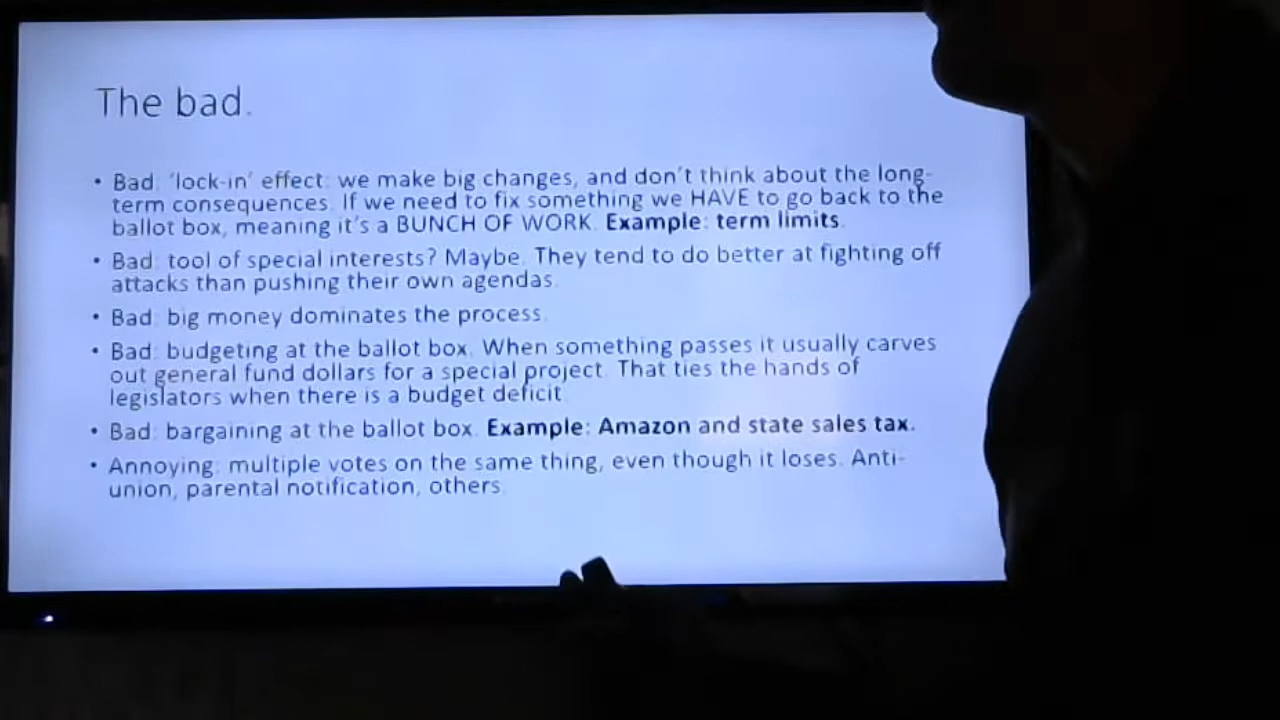 The bad.
• Bad: 'lock-in' effect: we make big changes, and don't think about the long-
term consequences. If we need to fix something we HAVE to go back to the
ballot box, meaning it's a BUNCH OF WORK. Example: term limits.
• Bad: tool of special interests? Maybe. They tend to do better at fighting off
attacks than pushing their own agendas.
• Bad: big money dominates the process.
• Bad: budgeting at the ballot box. When something passes it usually carves
out general fund dollars for a special project. That ties the hands of
legislators when there is a budget deficit.
• Bad: bargaining at the ballot box. Example: Amazon and state sales tax.
• Annoying: multiple votes on the same thing, even though it loses. Anti-
union, parental notification, others.